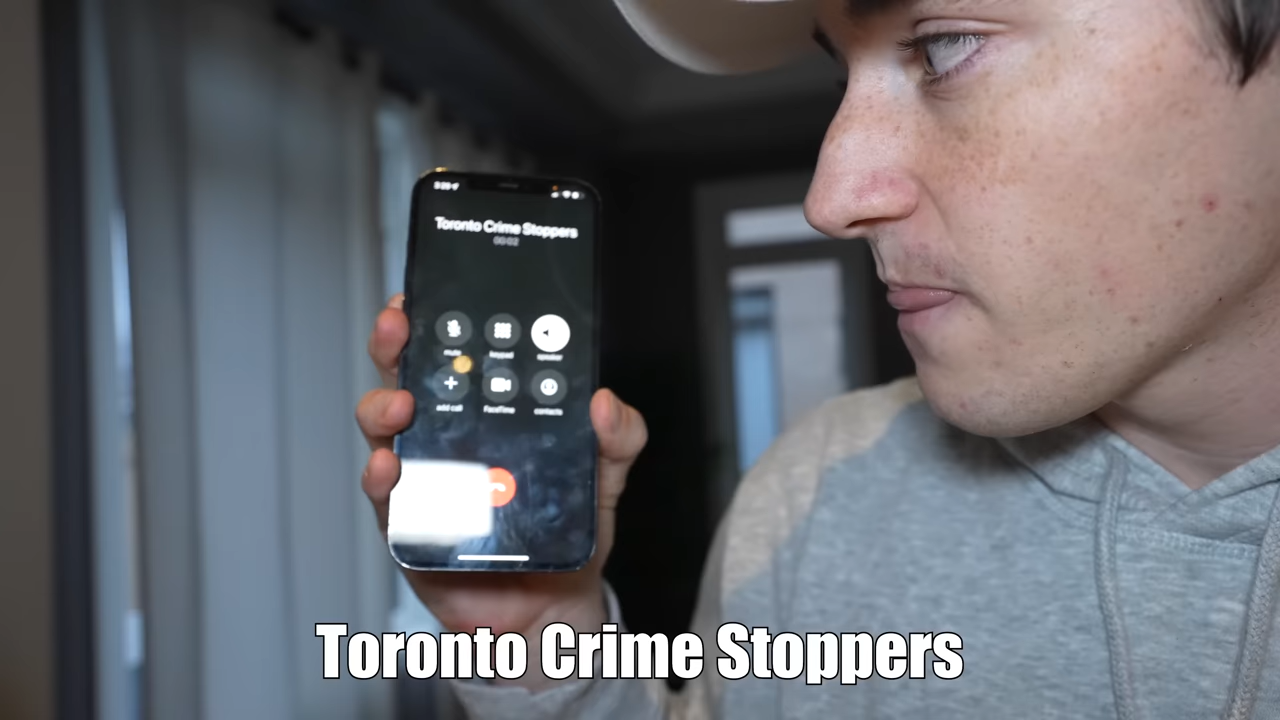 Toronto Crime Stoppers
00:02
mute
keypad
speaker
add call
FaceTime
contacts
Toronto Crime Stoppers